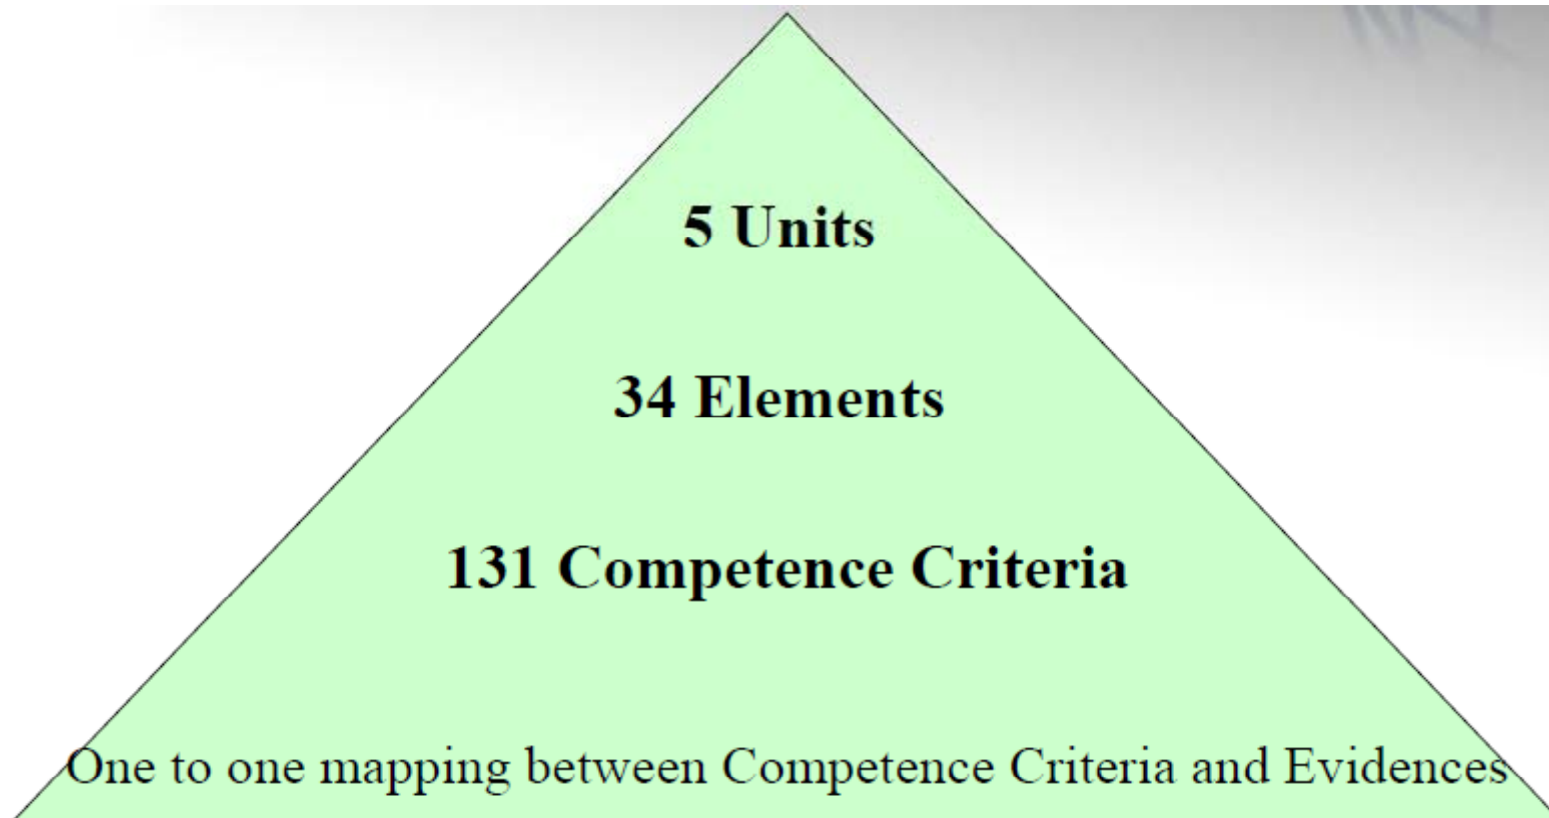 5 Units
34 Elements
131 Competence Criteria
One to one mapping between Competence Criteria and Evidences